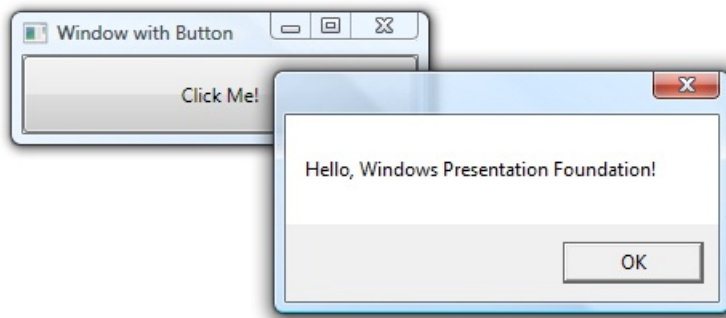 Window with Button
Click Me!
Hello, Windows Presentation Foundation!
OK